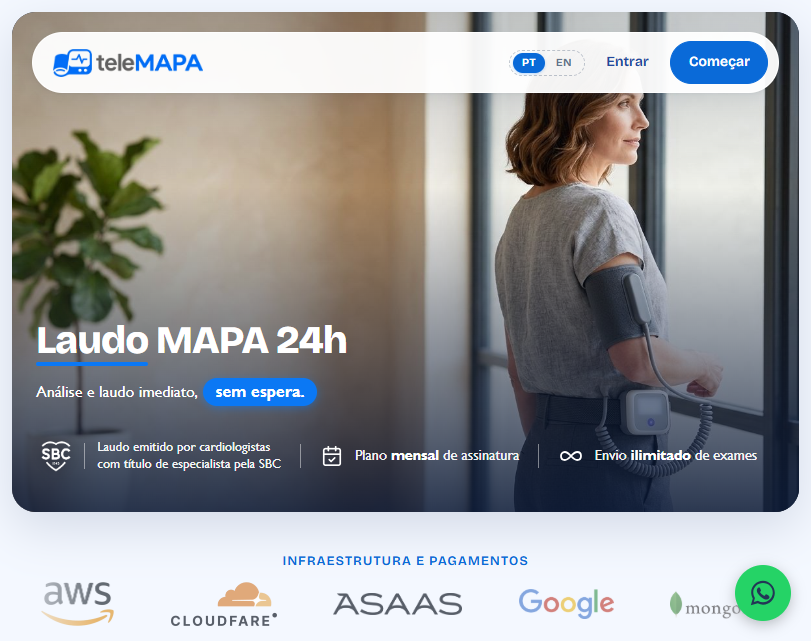 teleMAPA
PT EN
Entrar
Começar
Laudo MAPA 24h
Análise e laudo imediato, sem espera.
SBC
Laudo emitido por cardiologistas
com título de especialista pela SBC
Plano mensal de assinatura
Envio ilimitado de exames
INFRAESTRUTURA E PAGAMENTOS
aws
CLOUDFARE
ASAAS
Google
mongo